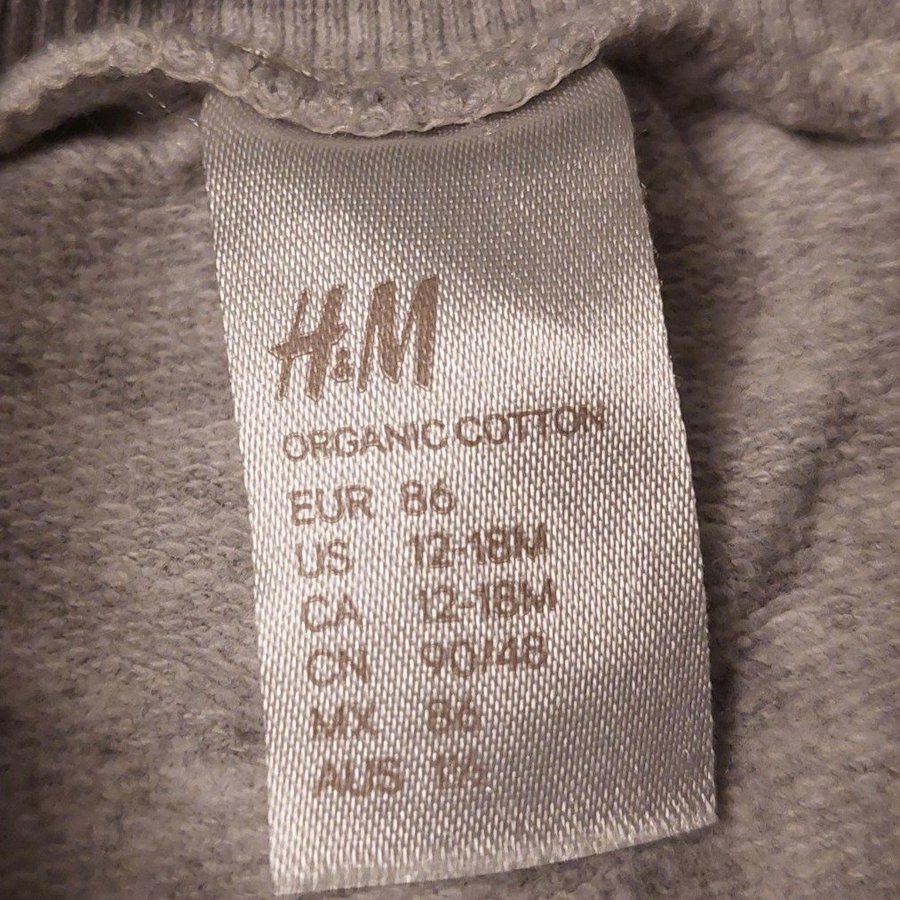 H&M
ORGANIC COTTON
EUR 86
US 12-18M
CA 12-18M
CN 90/48
MX 86
AUS 1½